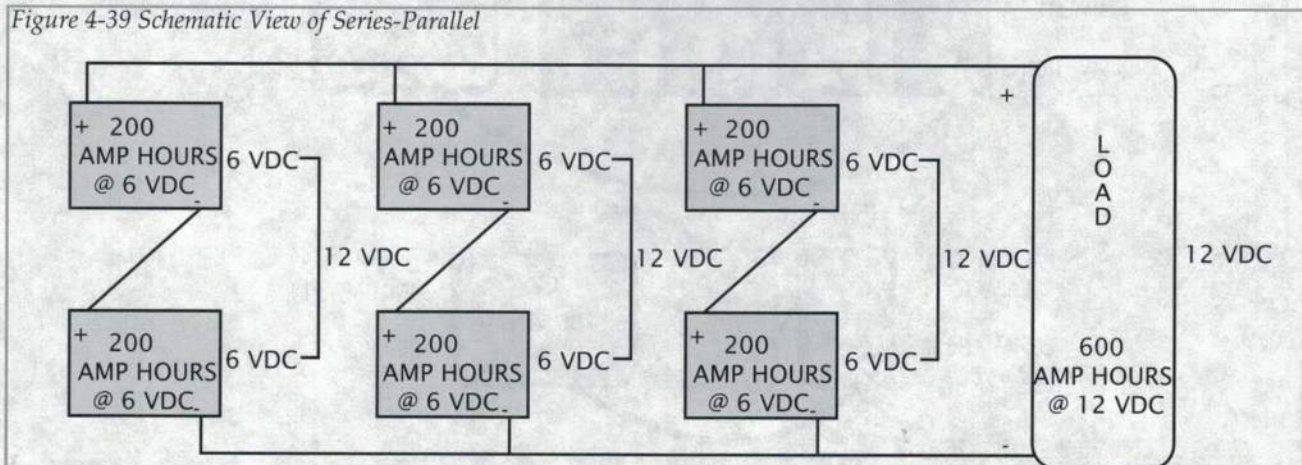 Figure 4-39 Schematic View of Series-Parallel
+ 200
AMP HOURS
@ 6 VDC
-
6 VDC
+ 200
AMP HOURS
@ 6 VDC
-
6 VDC
+ 200
AMP HOURS
@ 6 VDC
-
6 VDC
12 VDC
12 VDC
12 VDC
+ 200
AMP HOURS
@ 6 VDC
-
6 VDC
+ 200
AMP HOURS
@ 6 VDC
-
6 VDC
+ 200
AMP HOURS
@ 6 VDC
-
6 VDC
+
L
O
A
D
600
AMP HOURS
@ 12 VDC
-
12 VDC